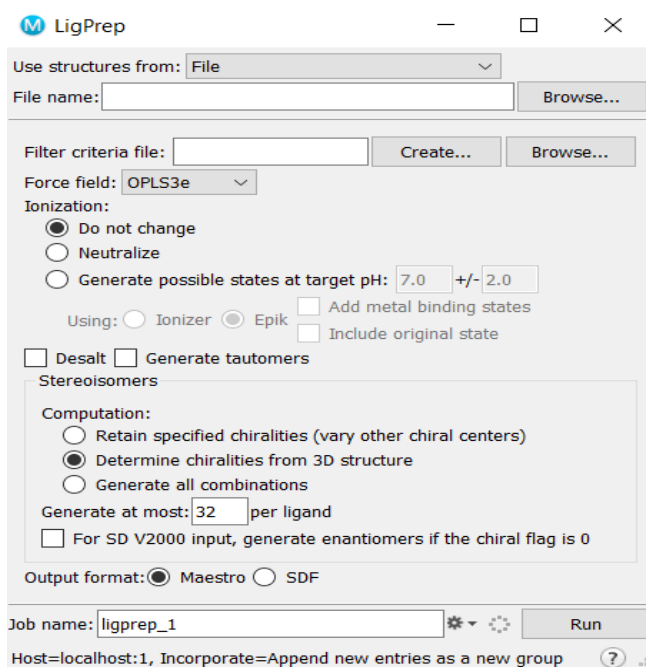 LigPrep
Use structures from: File
File name: Browse...
Filter criteria file: Create... Browse...
Force field: OPLS3e
Ionization:
Do not change
Neutralize
Generate possible states at target pH: 7.0 +/- 2.0
Using: Ionizer Epik Add metal binding states
Include original state
Desalt Generate tautomers
Stereoisomers
Computation:
Retain specified chiralities (vary other chiral centers)
Determine chiralities from 3D structure
Generate all combinations
Generate at most: 32 per ligand
For SD V2000 input, generate enantiomers if the chiral flag is 0
Output format: Maestro SDF
Job name: ligprep_1 Run
Host=localhost:1, Incorporate=Append new entries as a new group ?